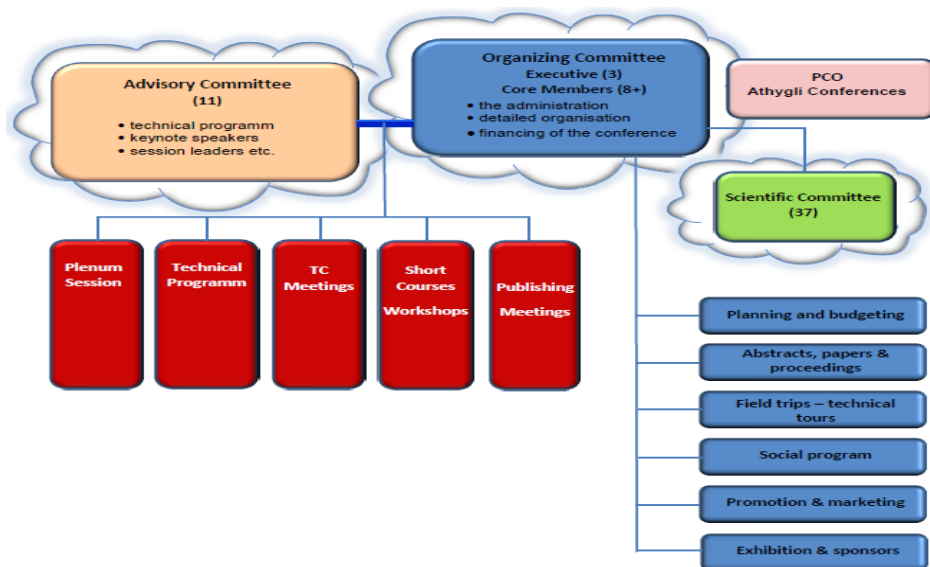 Advisory Committee
(11)
• technical programm
• keynote speakers
• session leaders etc.
Organizing Committee
Executive (3)
Core Members (8+)
• the administration
• detailed organisation
• financing of the conference
PCO
Athygli Conferences
Scientific Committee
(37)
Plenum
Session
Technical
Programm
TC
Meetings
Short
Courses
Workshops
Publishing
Meetings
Planning and budgeting
Abstracts, papers &
proceedings
Field trips – technical
tours
Social program
Promotion & marketing
Exhibition & sponsors